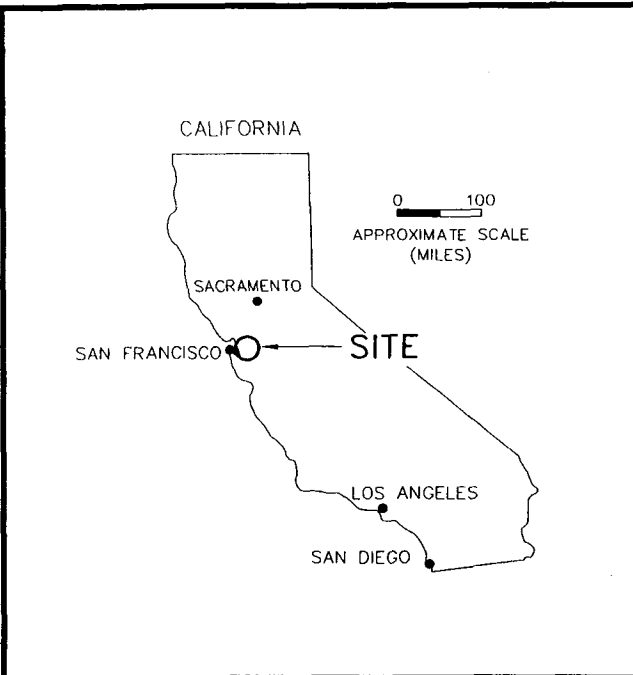 CALIFORNIA
0 100
APPROXIMATE SCALE
(MILES)
SACRAMENTO
SAN FRANCISCO
SITE
LOS ANGELES
SAN DIEGO